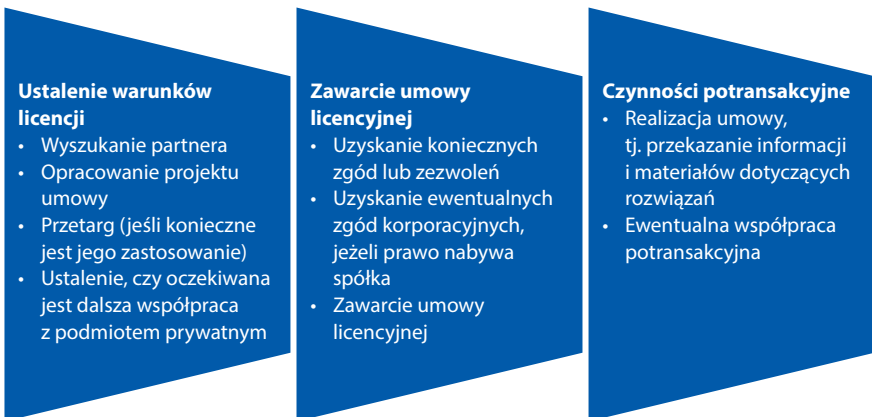 Ustalenie warunków
licencji
• Wyszukanie partnera
• Opracowanie projektu
umowy
• Przetarg (jeśli konieczne
jest jego zastosowanie)
• Ustalenie, czy oczekiwana
jest dalsza współpraca
z podmiotem prywatnym
Zawarcie umowy
licencyjnej
• Uzyskanie koniecznych
zgód lub zezwoleń
• Uzyskanie ewentualnych
zgód korporacyjnych,
jeżeli prawo nabywa
spółka
• Zawarcie umowy
licencyjnej
Czynności potransakcyjne
• Realizacja umowy,
tj. przekazanie informacji
i materiałów dotyczących
rozwiązań
• Ewentualna współpraca
potransakcyjna